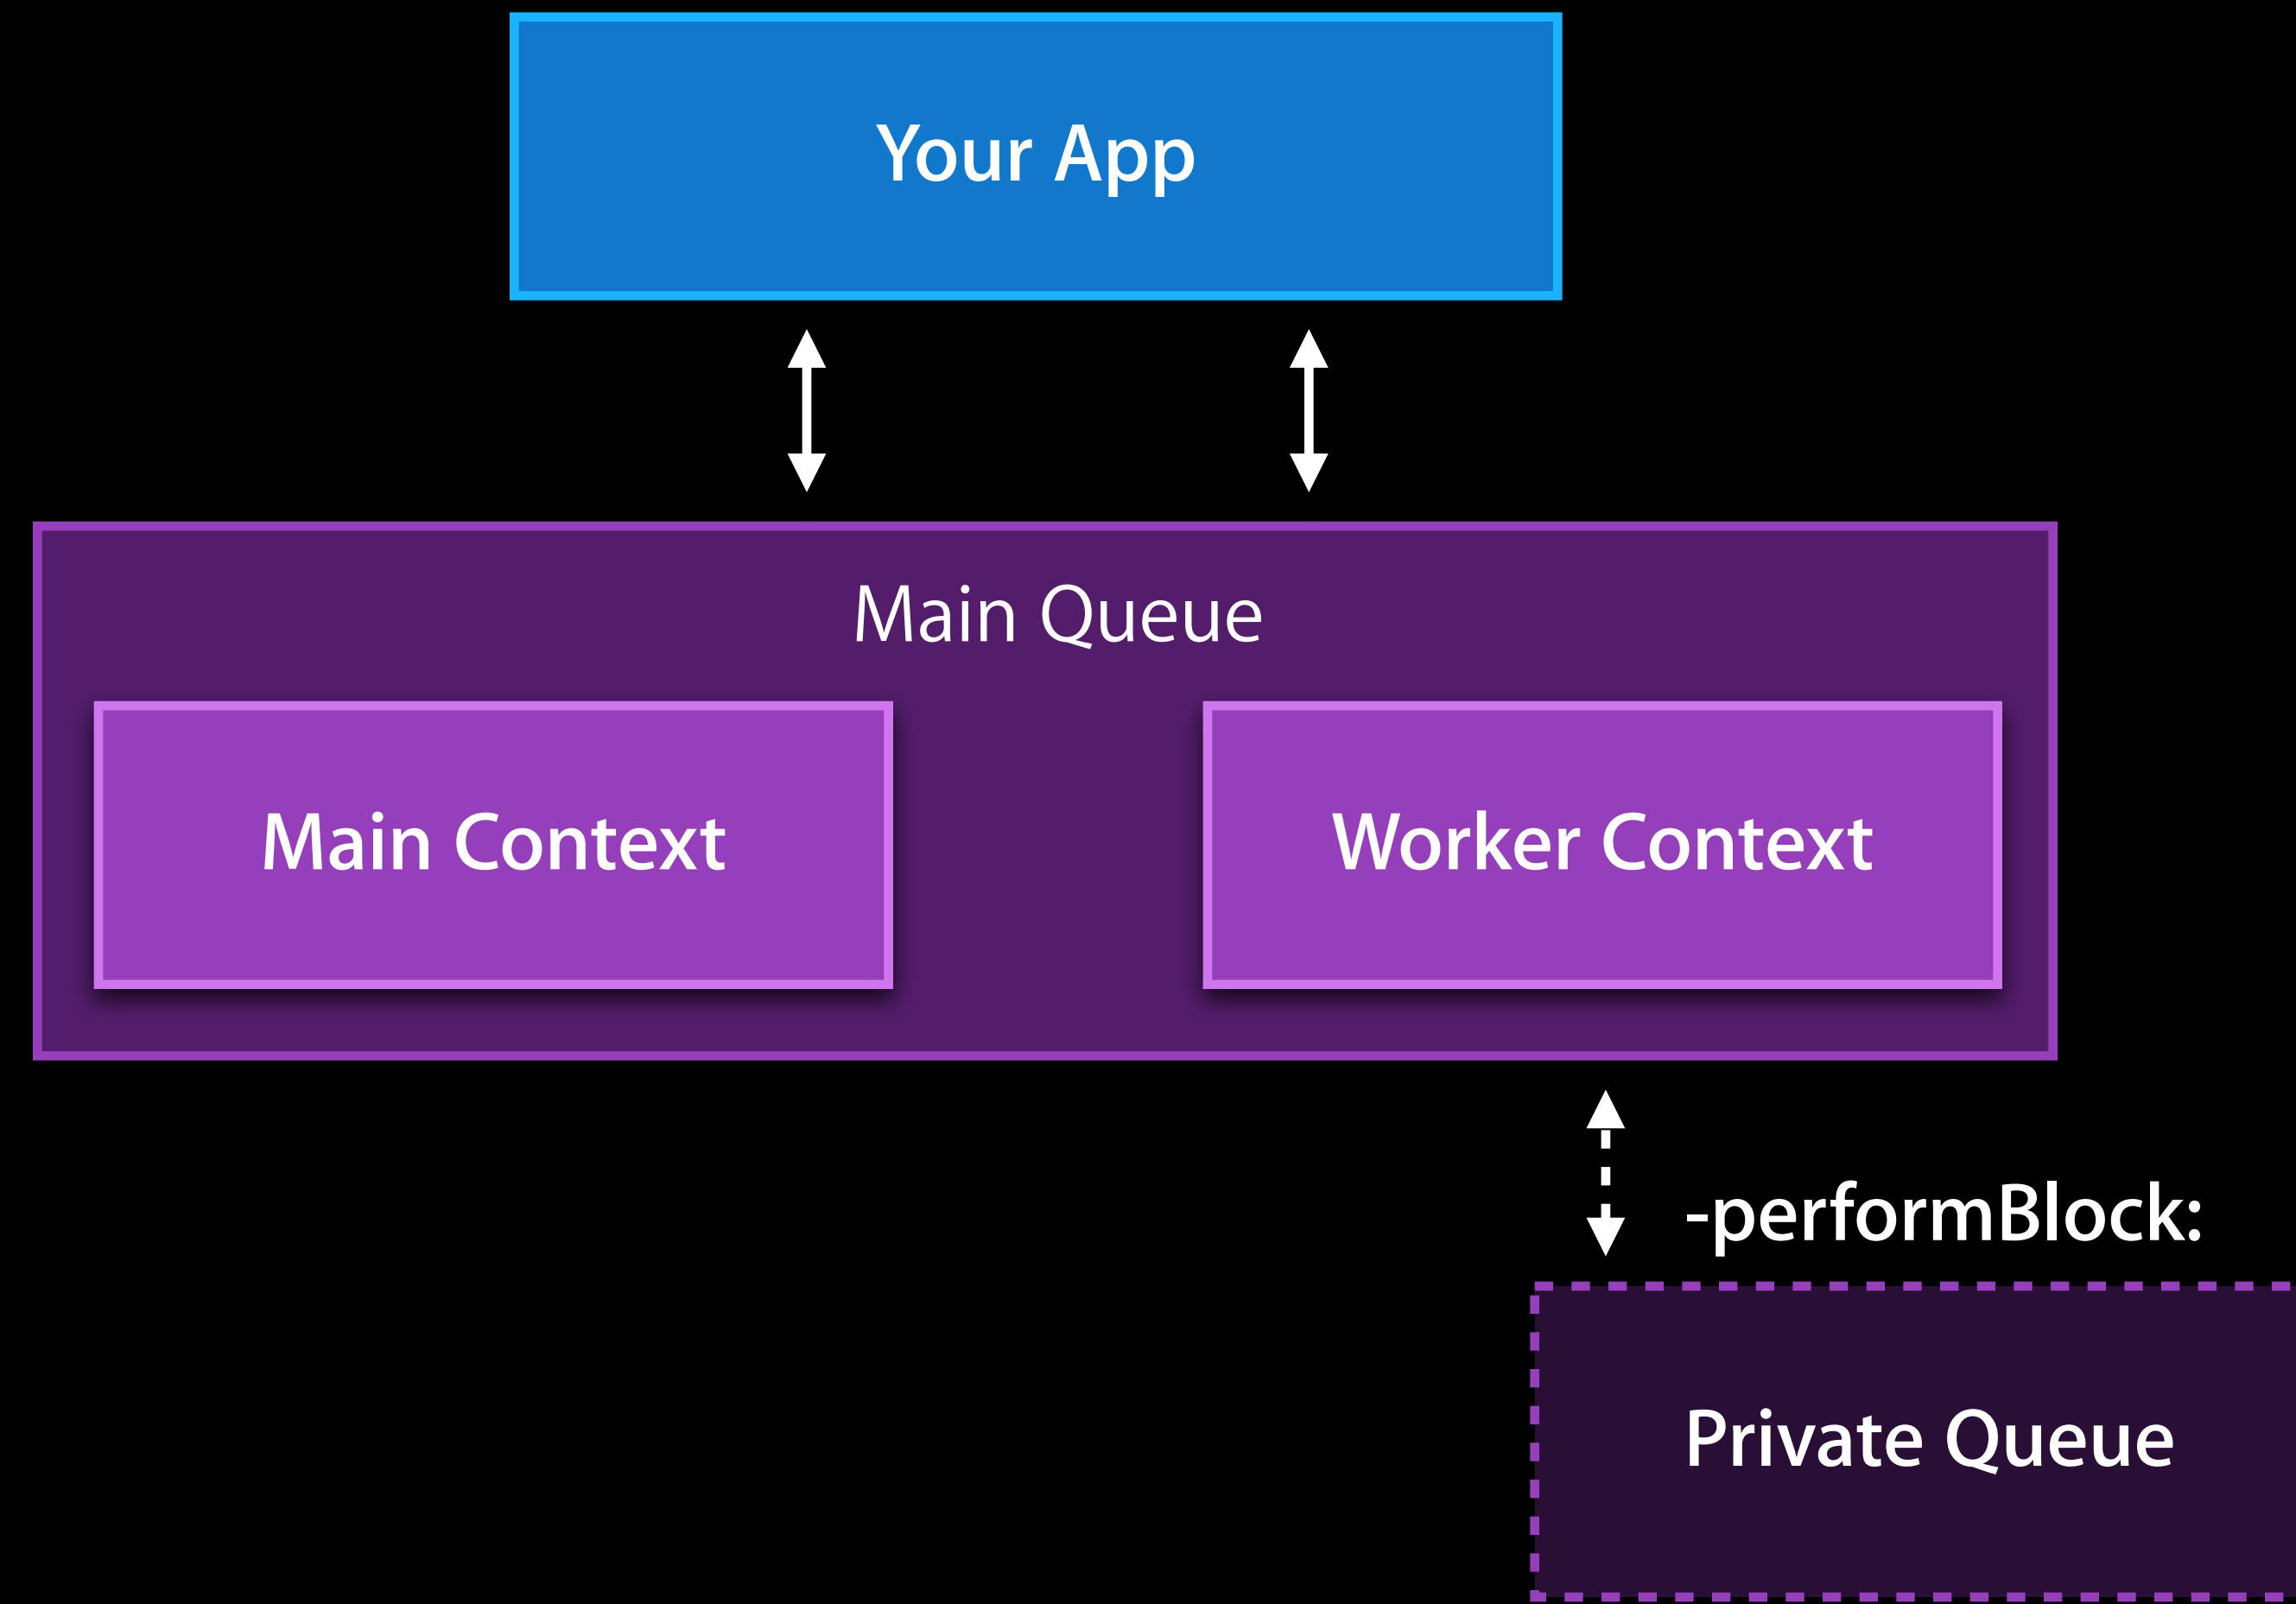 Your App
Main Queue
Main Context
Worker Context
-performBlock:
Private Queue